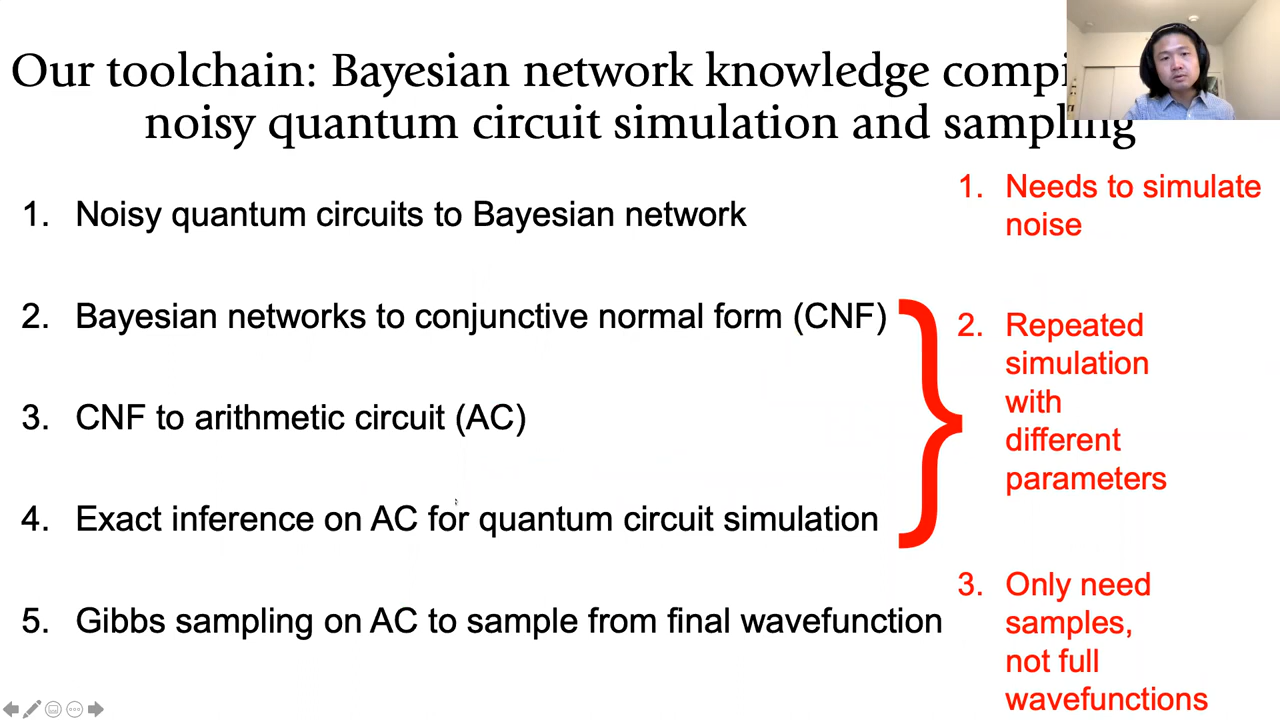 Our toolchain: Bayesian network knowledge
noisy quantum circuit simulation and sampling
1. Noisy quantum circuits to Bayesian network
2. Bayesian networks to conjunctive normal form (CNF)
3. CNF to arithmetic circuit (AC)
4. Exact inference on AC for quantum circuit simulation
5. Gibbs sampling on AC to sample from final wavefunction
1. Needs to simulate
noise
}
2. Repeated
simulation
with
different
parameters
3. Only need
samples,
not full
wavefunctions